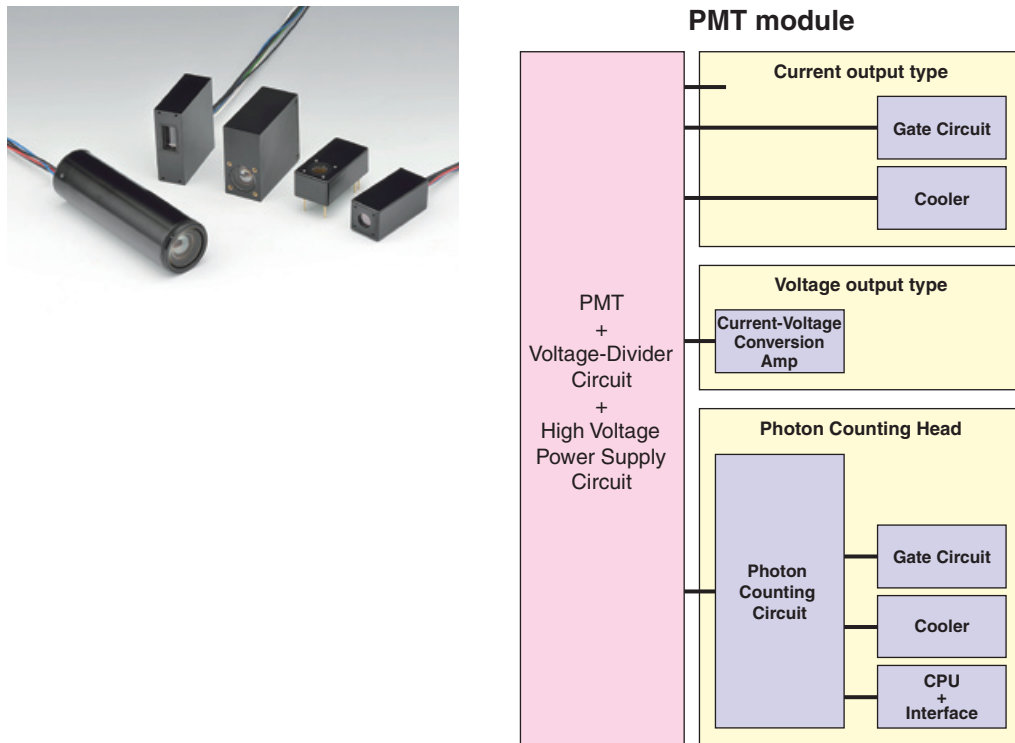 PMT module
PMT
+
Voltage-Divider
Circuit
+
High Voltage
Power Supply
Circuit
Current output type
Gate Circuit
Cooler
Voltage output type
Current-Voltage
Conversion
Amp
Photon Counting Head
Photon
Counting
Circuit
Gate Circuit
Cooler
CPU
+
Interface